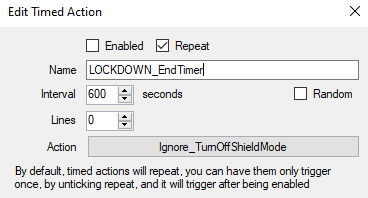 Edit Timed Action
Enabled Repeat
Name LOCKDOWN_EndTimer
Interval 600 seconds Random
Lines 0
Action Ignore_TurnOffShieldMode
By default, timed actions will repeat, you can have them only trigger
once, by unticking repeat, and it will trigger after being enabled